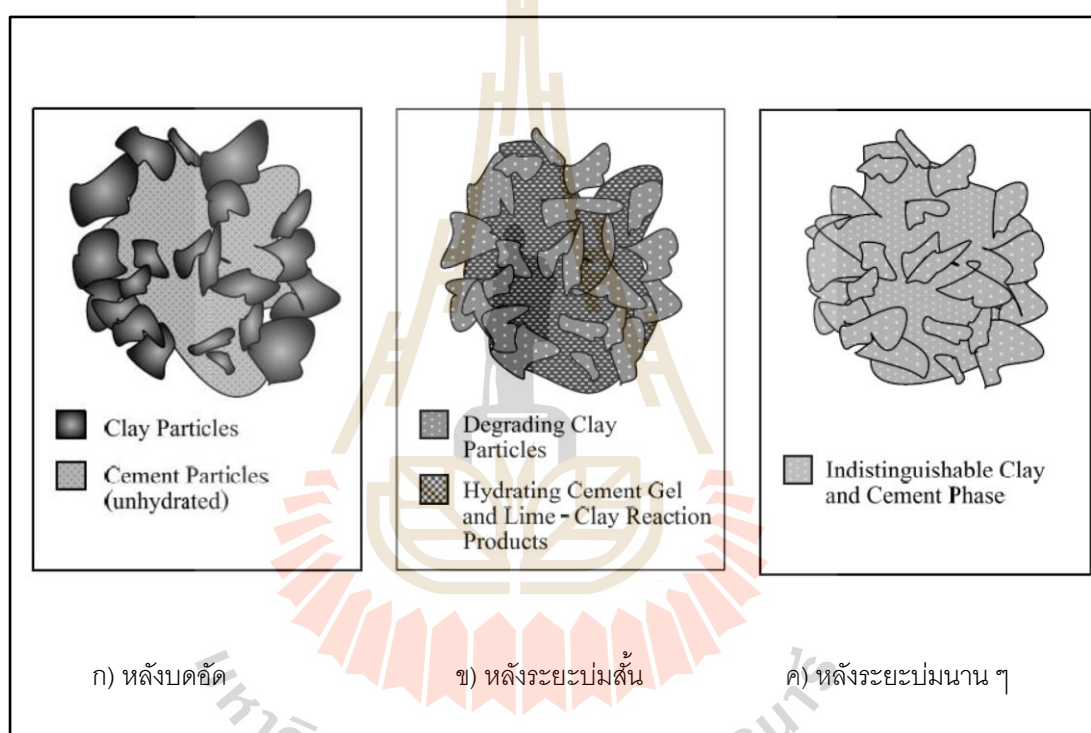 Clay Particles
Cement Particles
(unhydrated)
Degrading Clay
Particles
Hydrating Cement Gel
and Lime - Clay Reaction
Products
Indistinguishable Clay
and Cement Phase
ก) หลังบดอัด
ข) หลังระยะบ่มสั้น
ค) หลังระยะบ่มนาน ๆ